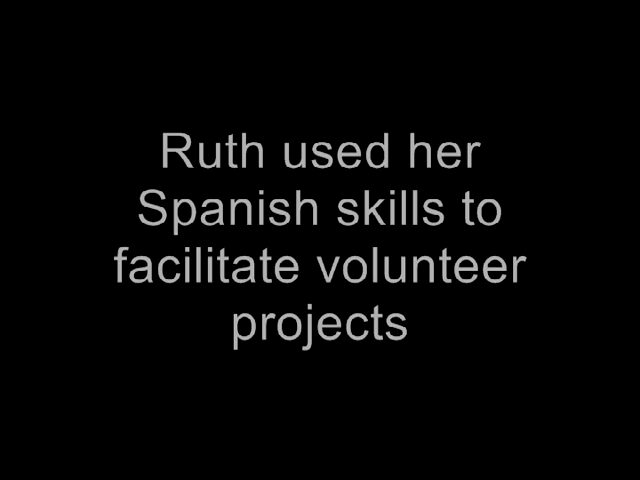 Ruth used her
Spanish skills to
facilitate volunteer
projects